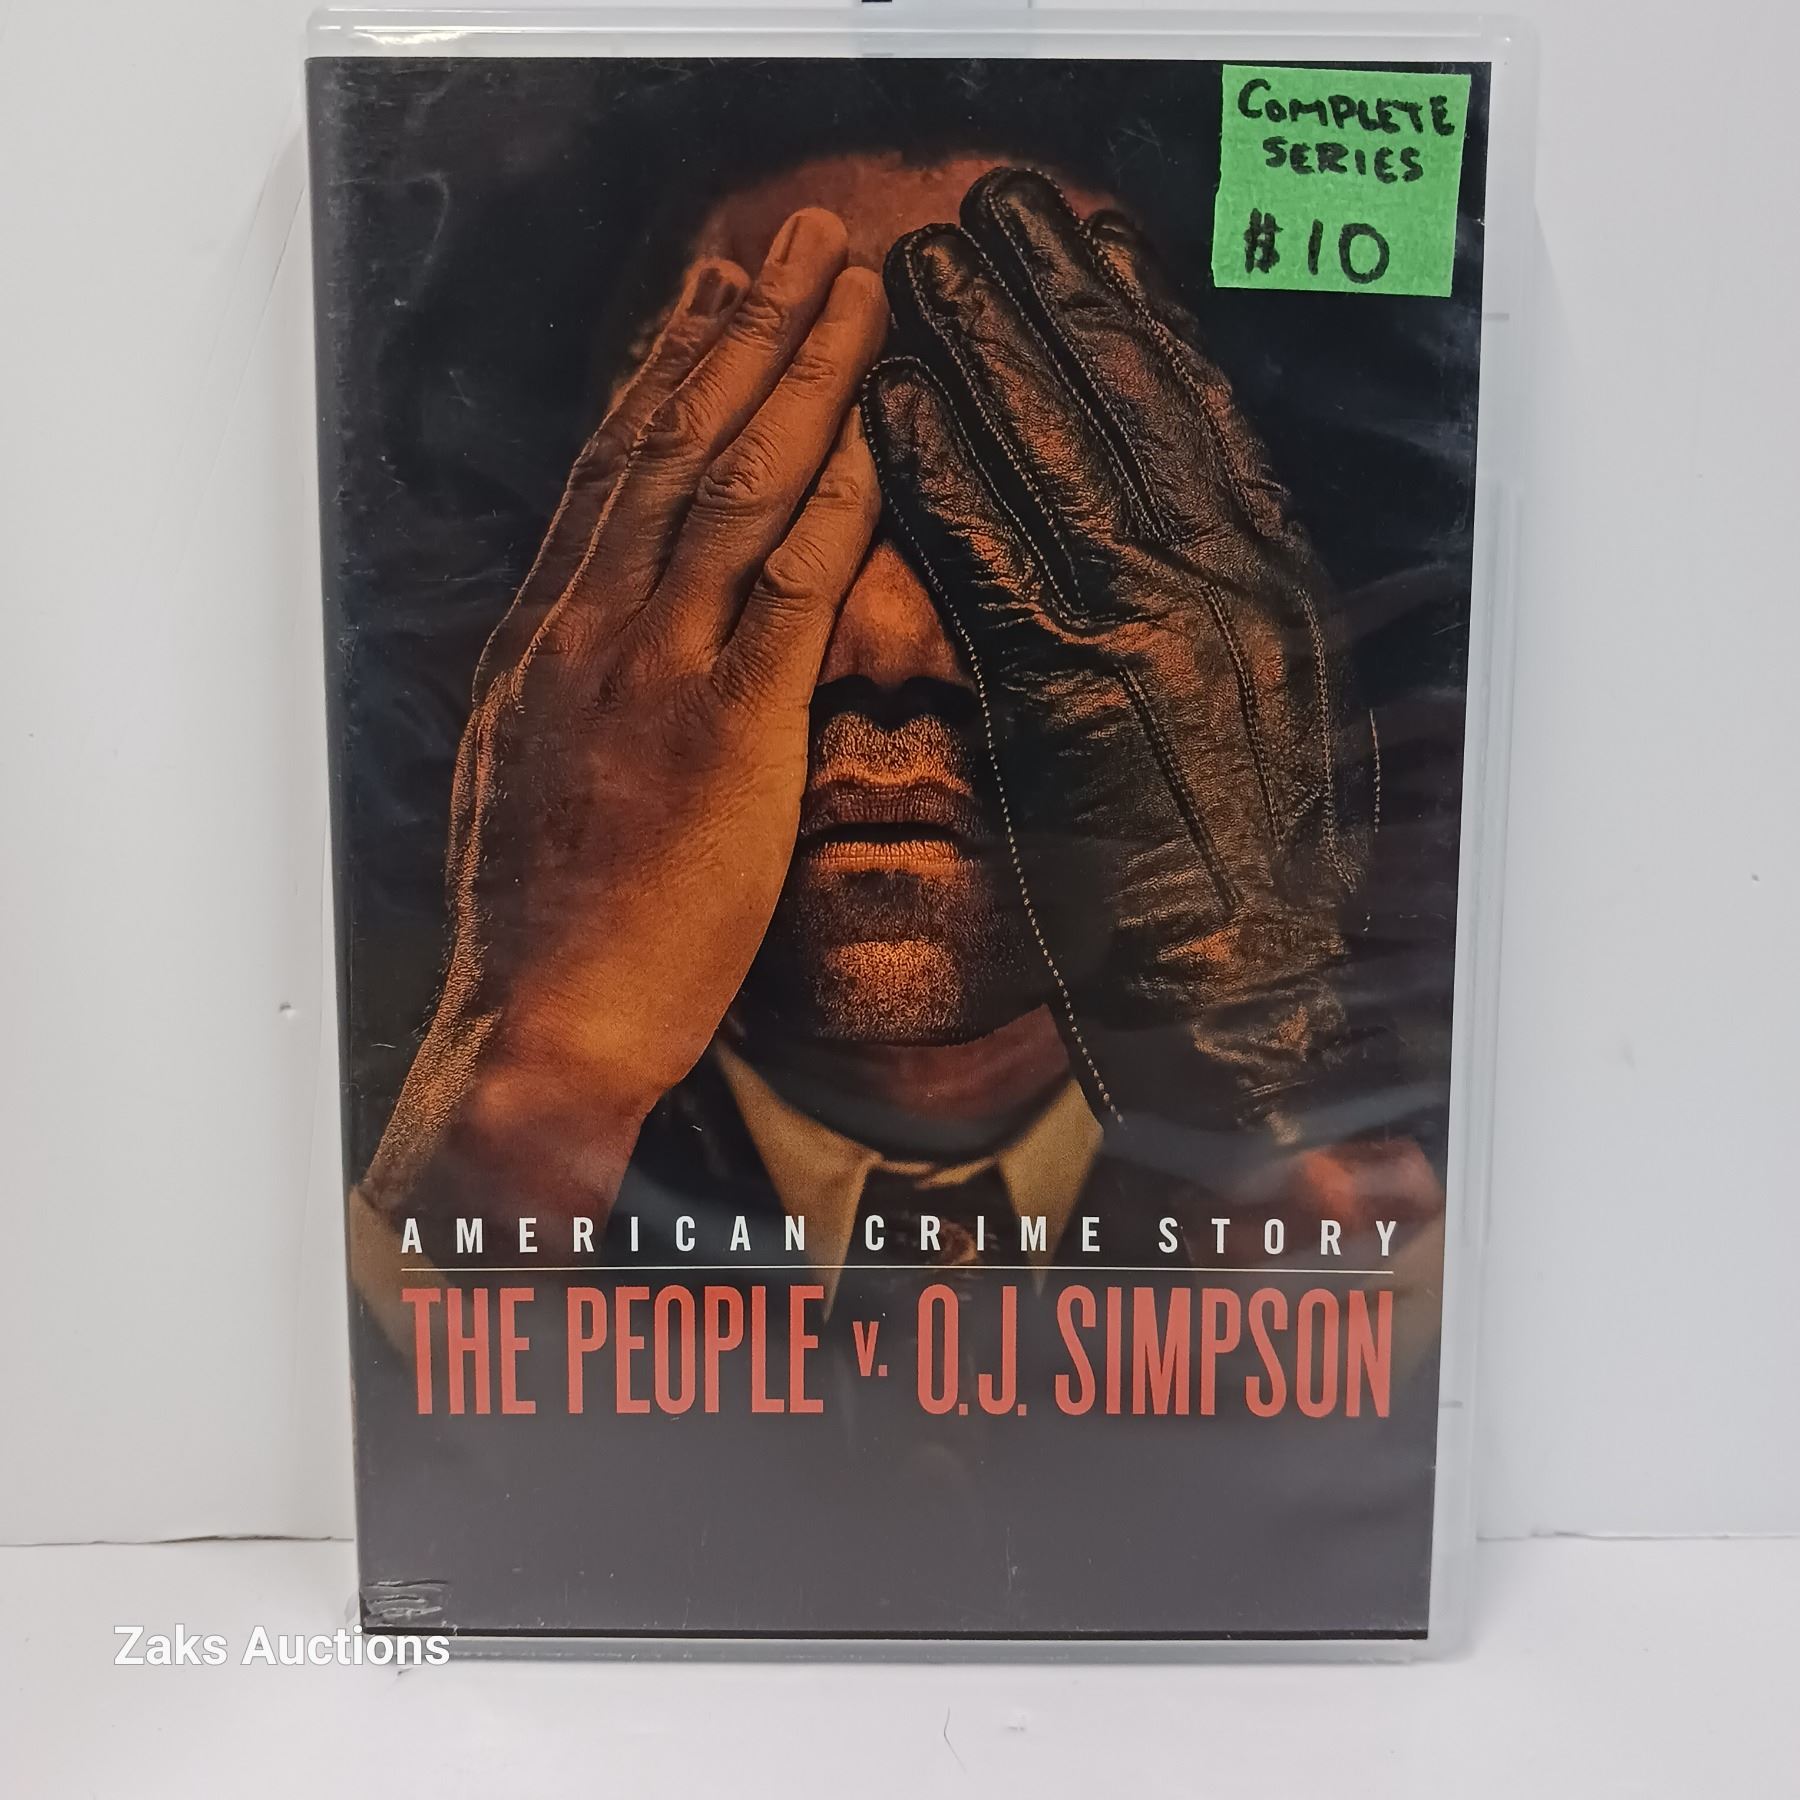 COMPLETE
SERIES
$10
AMERICAN CRIME STORY
THE PEOPLE v. O.J. SIMPSON
Zaks Auctions